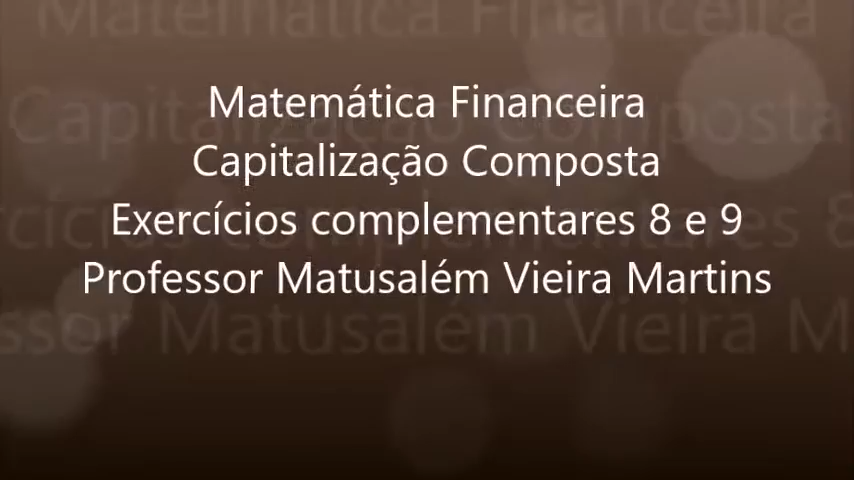 Matemática Financeira
Capitalização Composta
Exercícios complementares 8 e 9
Professor Matusalém Vieira Martins